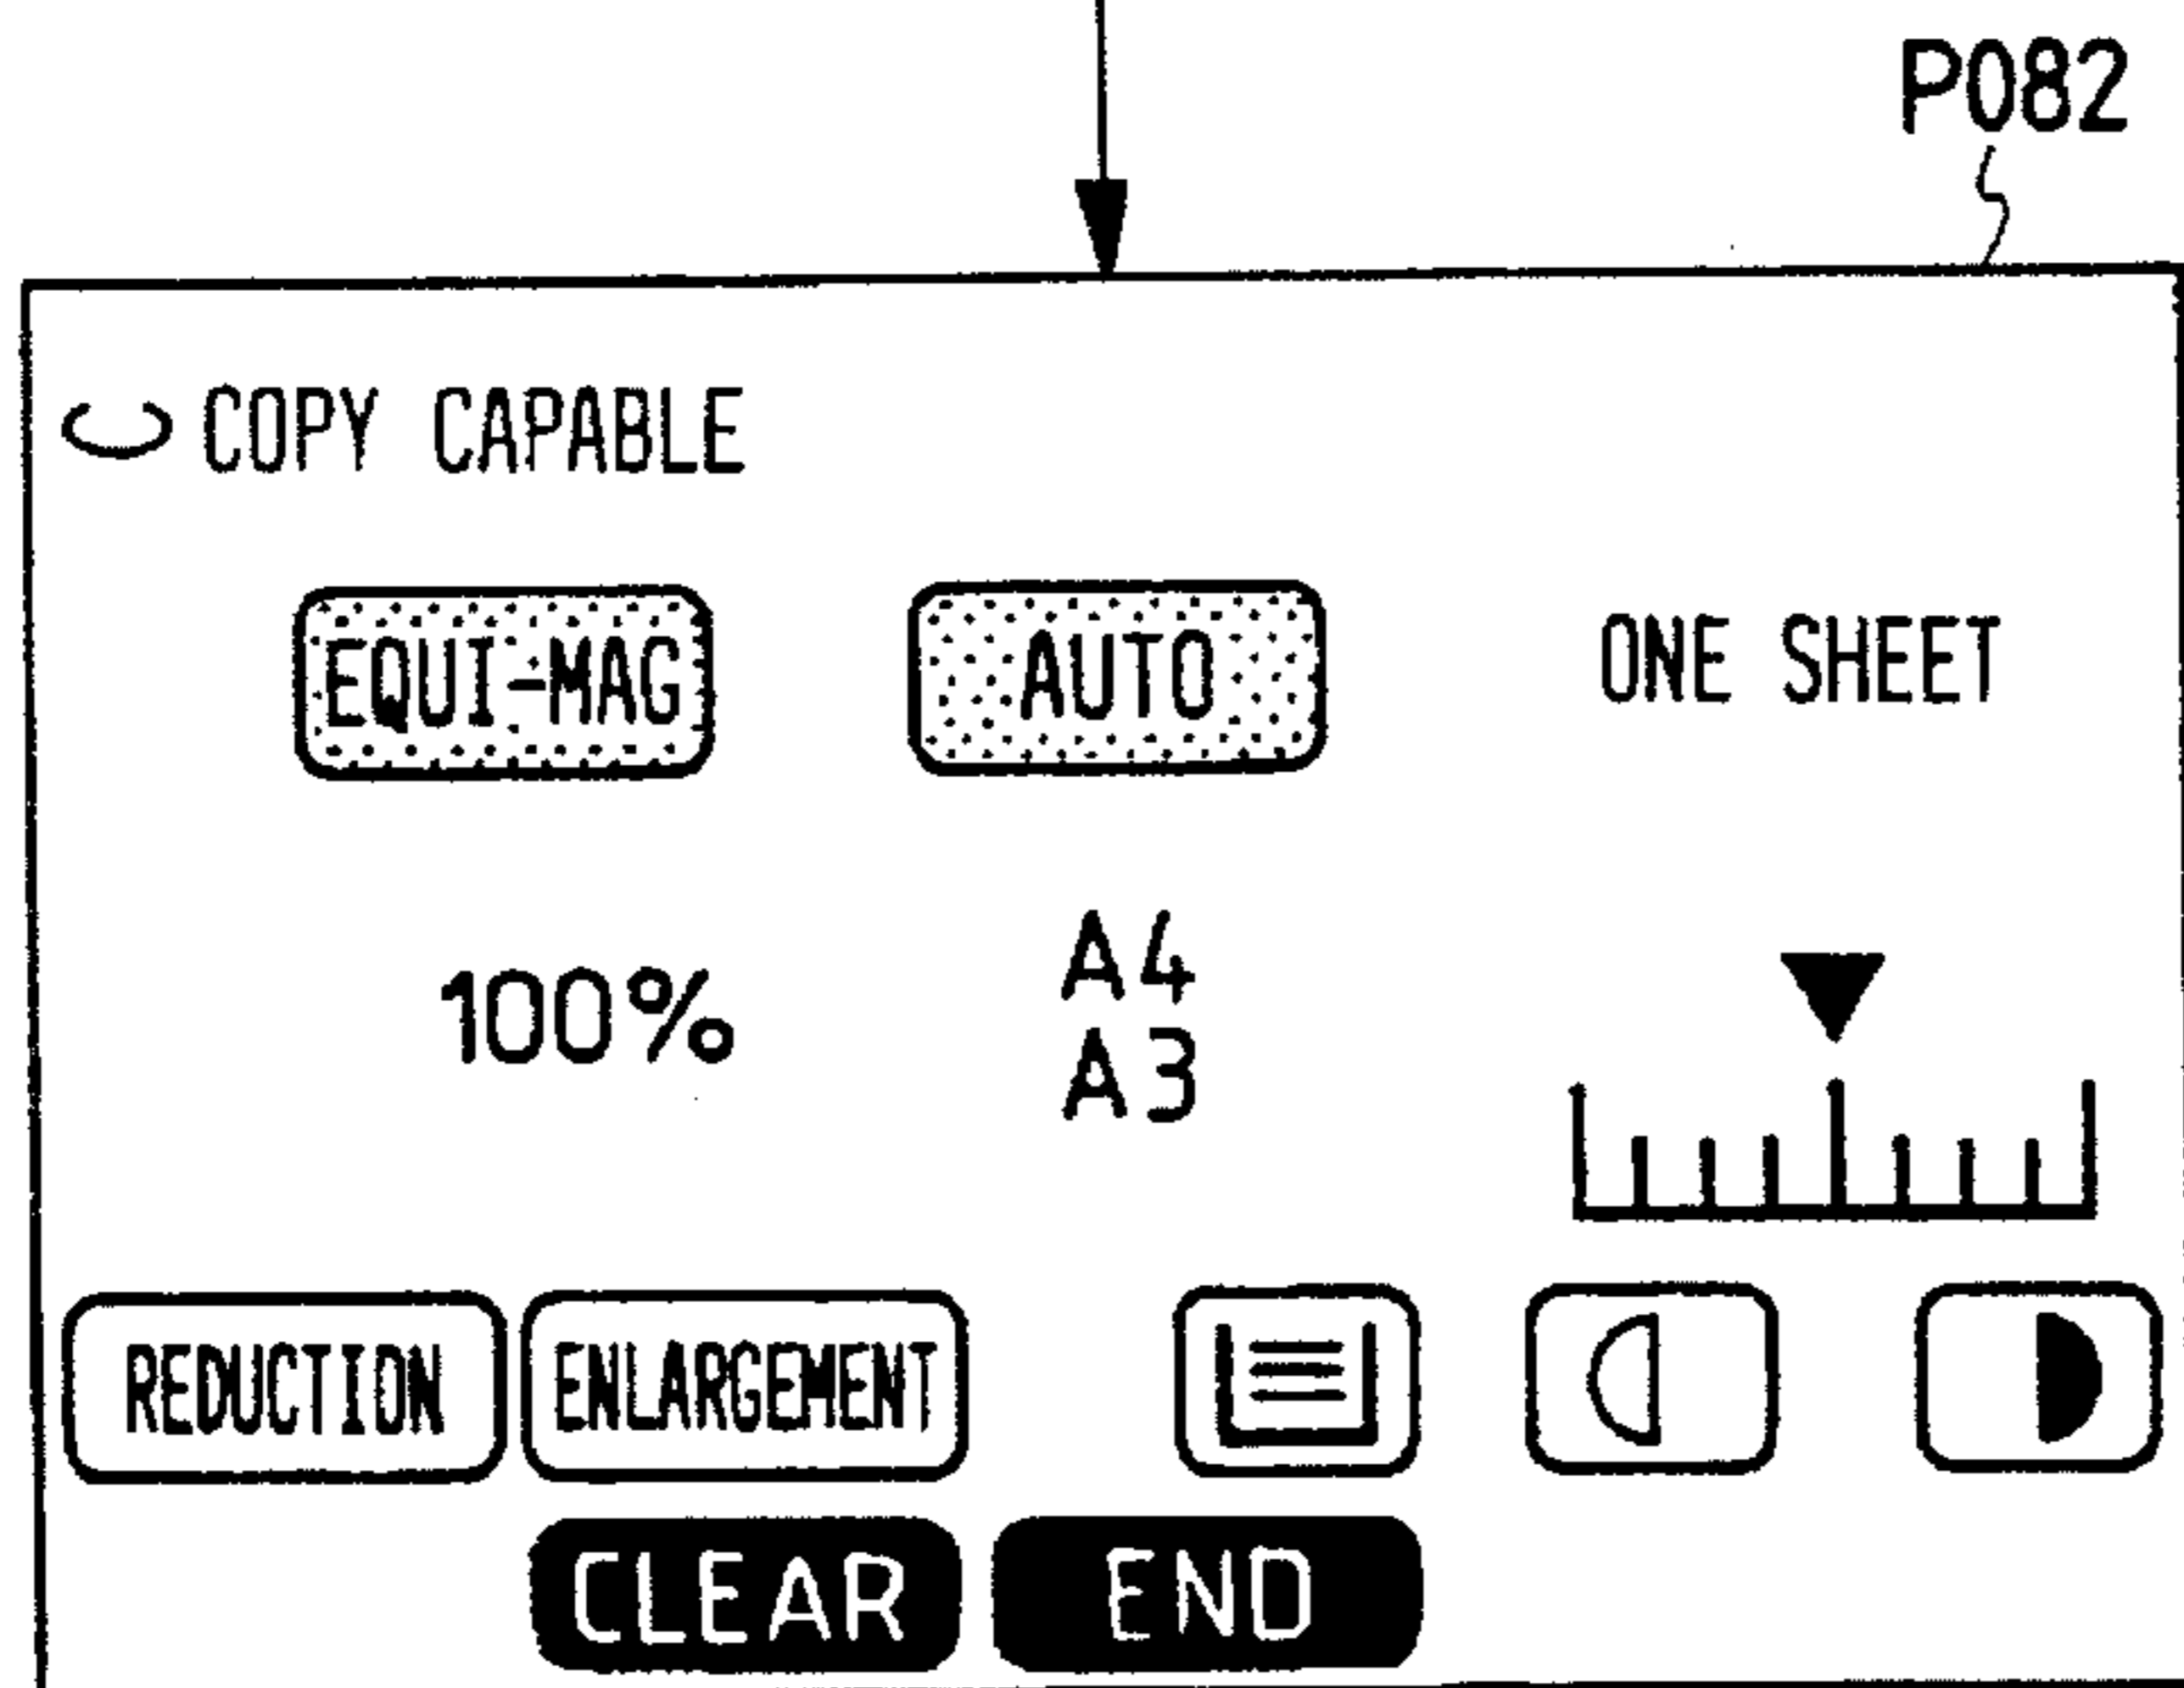 P082
COPY CAPABLE
EQUI-MAG AUTO ONE SHEET
100%
A4
A3
REDUCTION ENLARGEMENT
CLEAR END